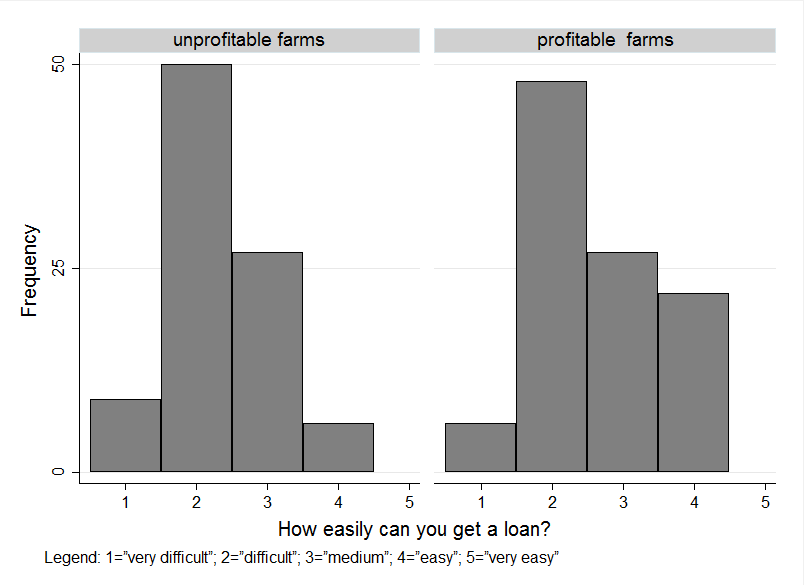 unprofitable farms
profitable  farms
Frequency
50
25
0
1 2 3 4 5
1 2 3 4 5
How easily can you get a loan?
Legend: 1=”very difficult”; 2=”difficult”; 3=”medium”; 4=”easy”; 5=”very easy”